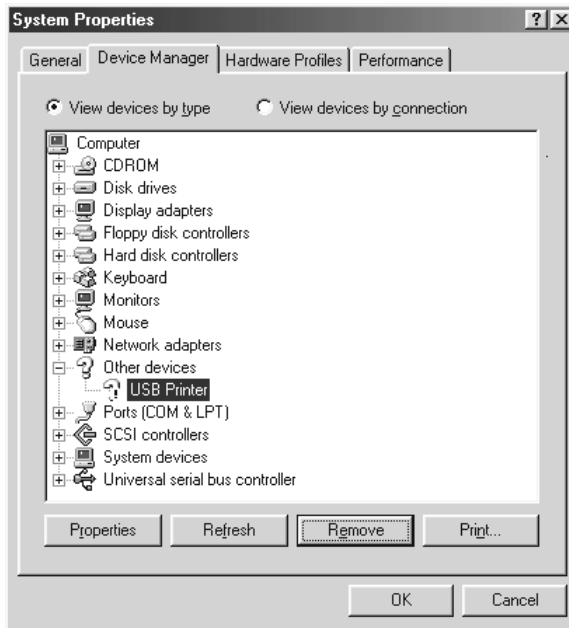 System Properties
General Device Manager Hardware Profiles Performance
View devices by type View devices by connection
Computer
CDROM
Disk drives
Display adapters
Floppy disk controllers
Hard disk controllers
Keyboard
Monitors
Mouse
Network adapters
Other devices
USB Printer
Ports (COM & LPT)
SCSI controllers
System devices
Universal serial bus controller
Properties Refresh Remove Print...
OK Cancel